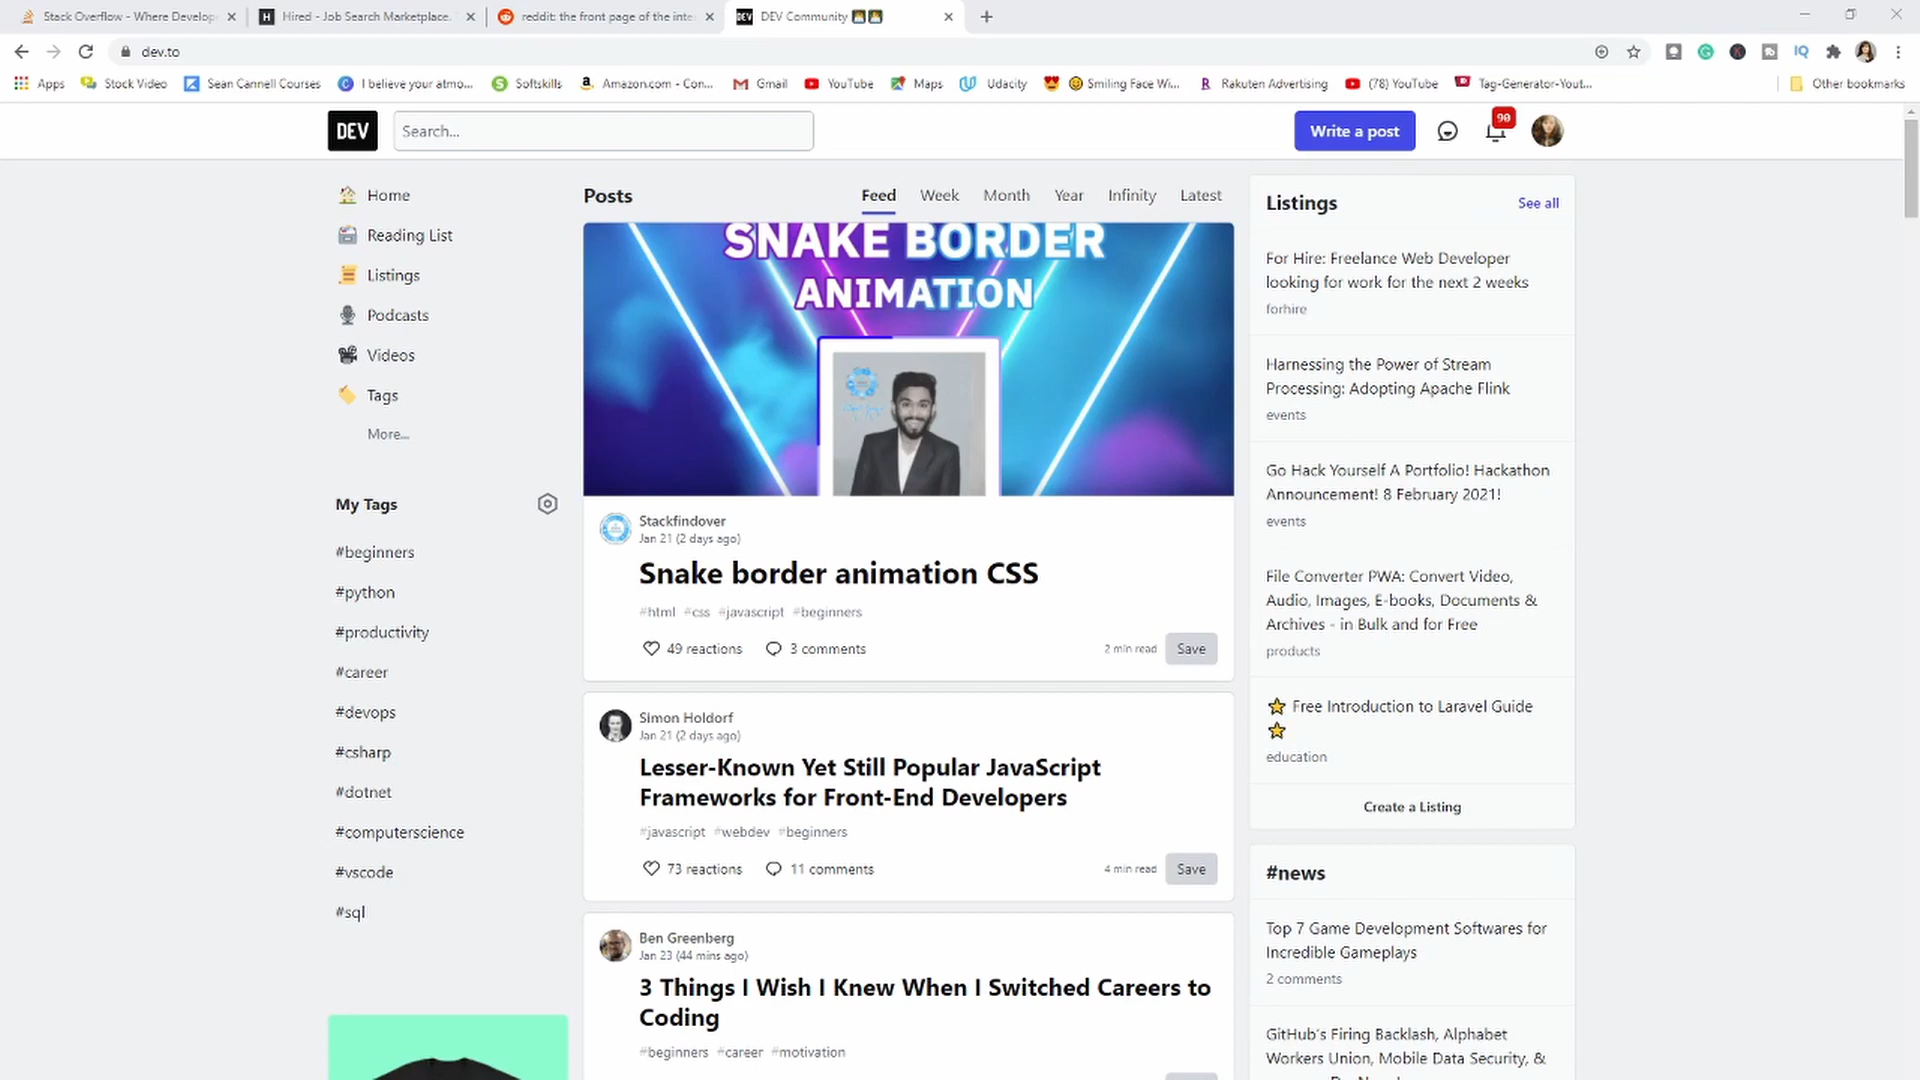 Stack Overflow - Where Develop
Hired - Job Search Marketplace.
reddit: the front page of the inte
DEV
DEV Community
dev.to
Apps
Stock Video
Sean Cannell Courses
I believe your atmo...
Softskills
Amazon.com - Con...
Gmail
YouTube
Maps
Udacity
Smiling Face Wi...
Rakuten Advertising
(78) YouTube
Tag-Generator-Yout...
Other bookmarks
DEV
Search...
Write a post
90
Home
Reading List
Listings
Podcasts
Videos
Tags
More...
My Tags
#beginners
#python
#productivity
#career
#devops
#csharp
#dotnet
#computerscience
#vscode
#sql
Posts
Feed
Week
Month
Year
Infinity
Latest
SNAKE BORDER
ANIMATION
Stackfindover
Jan 21 (2 days ago)
Snake border animation CSS
#html #css #javascript #beginners
49 reactions
3 comments
2 min read
Save
Simon Holdorf
Jan 21 (2 days ago)
Lesser-Known Yet Still Popular JavaScript
Frameworks for Front-End Developers
#javascript #webdev #beginners
73 reactions
11 comments
4 min read
Save
Ben Greenberg
Jan 23 (44 mins ago)
3 Things I Wish I Knew When I Switched Careers to
Coding
#beginners #career #motivation
Listings
See all
For Hire: Freelance Web Developer
looking for work for the next 2 weeks
forhire
Harnessing the Power of Stream
Processing: Adopting Apache Flink
events
Go Hack Yourself A Portfolio! Hackathon
Announcement! 8 February 2021!
events
File Converter PWA: Convert Video,
Audio, Images, E-books, Documents &
Archives - in Bulk and for Free
products
Free Introduction to Laravel Guide
education
Create a Listing
#news
Top 7 Game Development Softwares for
Incredible Gameplays
2 comments
GitHub's Firing Backlash, Alphabet
Workers Union, Mobile Data Security, &